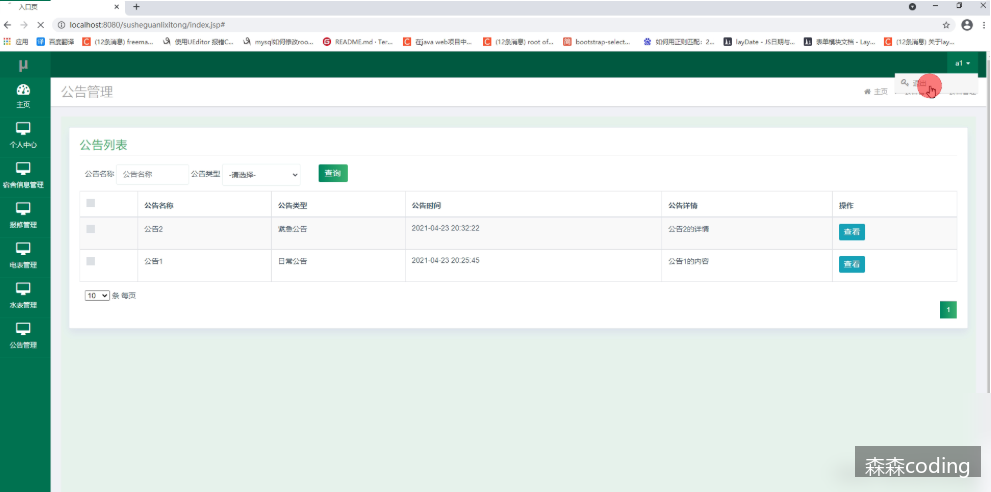 入口页
localhost:8080/susheguanlixitong/index.jsp#
应用 百度翻译 (12条消息) freema... 使用UEditor 报错C... mysql如何修改roo... README.md · Ter... 在java web项目中... (12条消息) root of... bootstrap-select... 如何用正则匹配：2... layDate - JS日期与... 表单模块文档 - Lay... (12条消息) 关于lay...
μ
a1
主页
个人中心
宿舍信息管理
报修管理
电表管理
水表管理
公告管理
公告管理
主页
公告列表
公告名称 公告名称 公告类型 -请选择- 查询
公告名称 公告类型 公告时间 公告详情 操作
公告2 紧急公告 2021-04-23 20:32:22 公告2的详情 查看
公告1 日常公告 2021-04-23 20:25:45 公告1的内容 查看
10 条 每页
1
森森coding